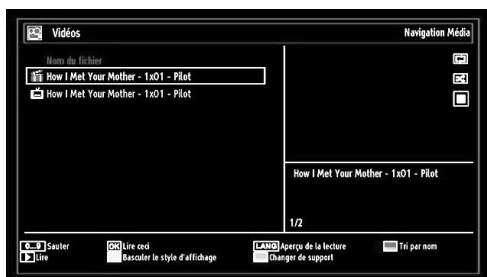 Vidéos Navigation Média
Nom du fichier
How I Met Your Mother - 1x01 - Pilot
How I Met Your Mother - 1x01 - Pilot
How I Met Your Mother - 1x01 - Pilot
1/2
0...9 Sauter OK Lire ceci LANG Aperçu de la lecture Tri par nom
Lire Basculer le style d'affichage Changer de support